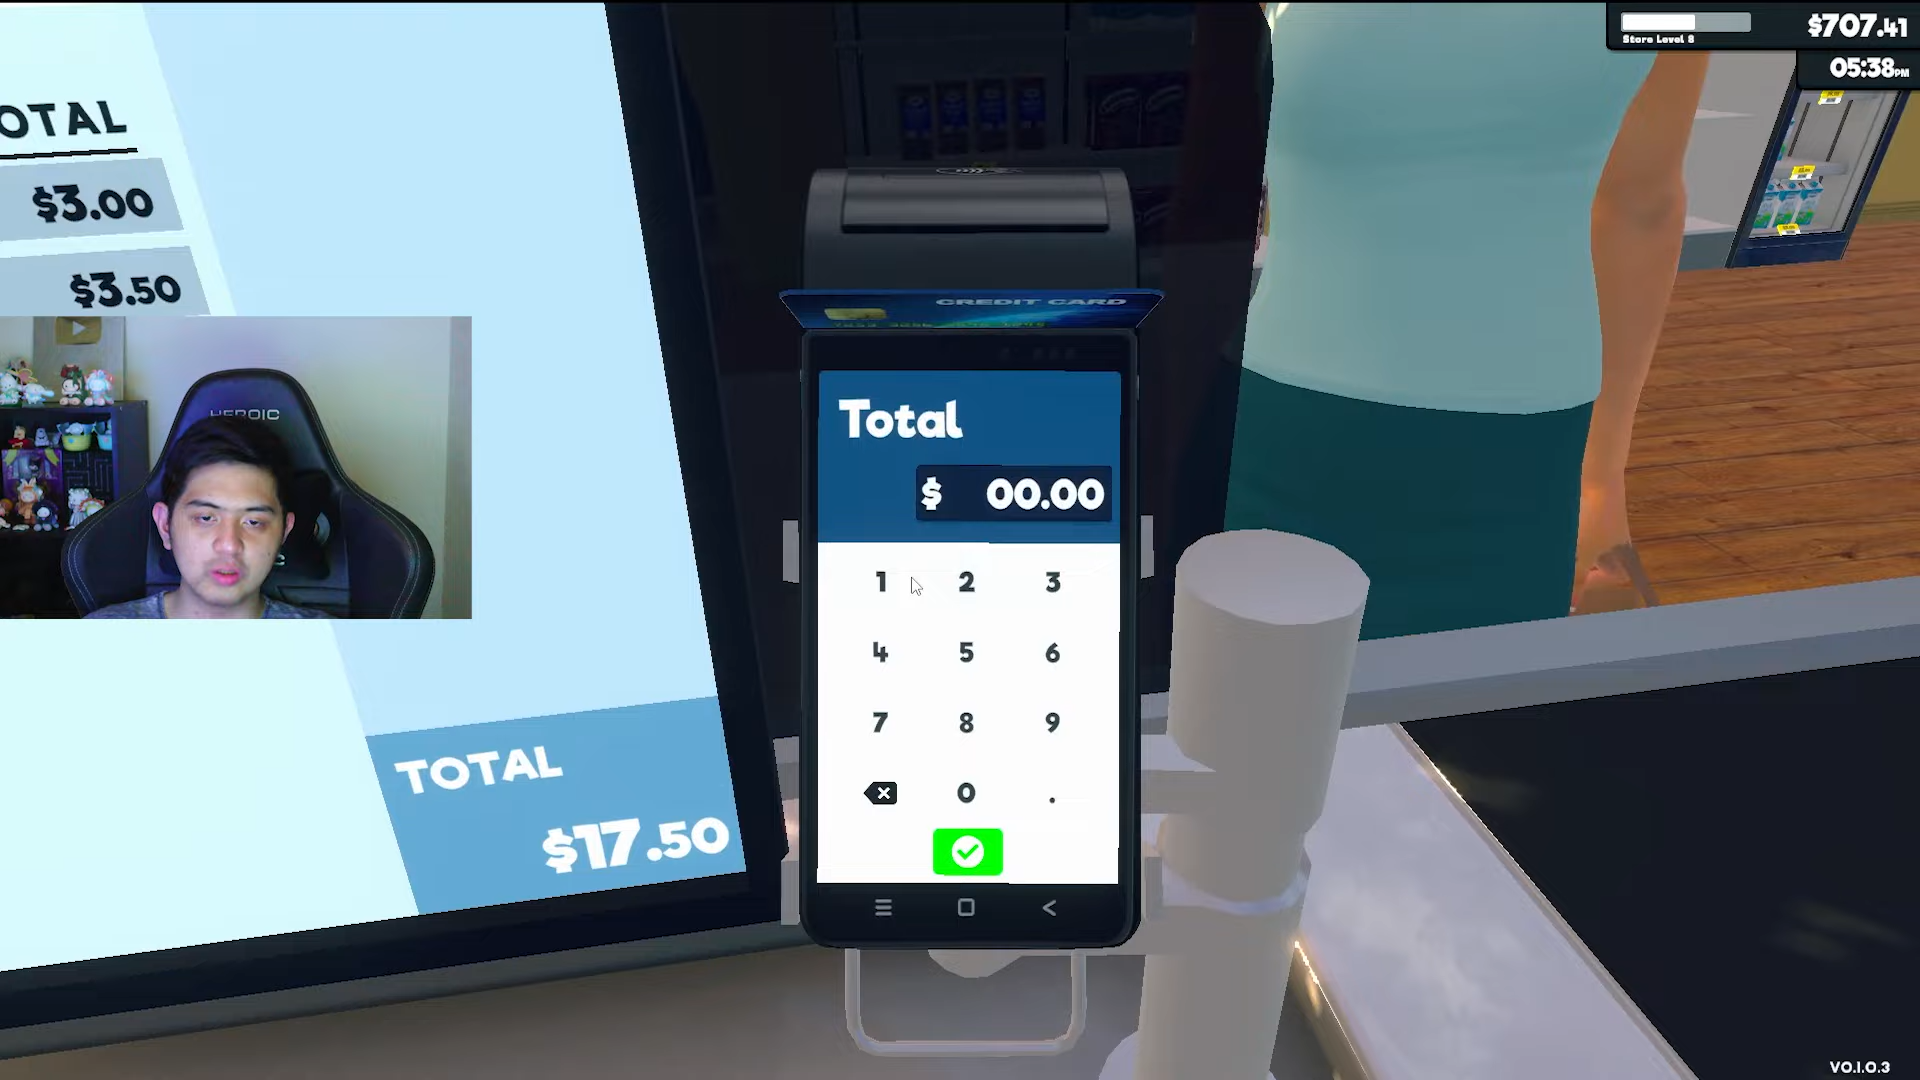 $707.41
Store Level 8
05:38PM
OTAL
$3.00
$3.50
CREDIT CARD
HEROIC
Total
$ 00.00
1 2 3
4 5 6
7 8 9
0 .
TOTAL
$17.50
V0.1.0.3